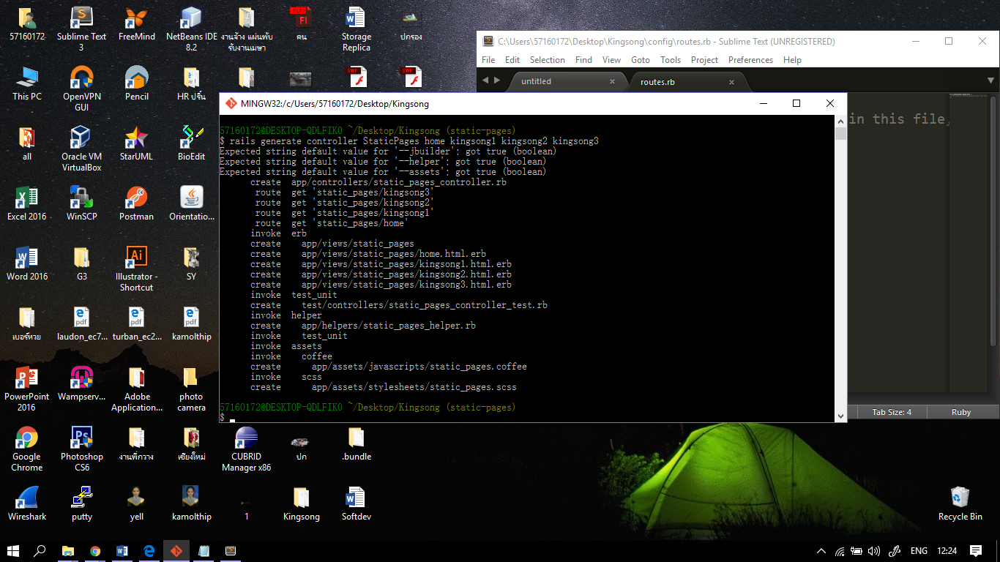 57160172
Sublime Text
3
FreeMind
NetBeans IDE
8.2
งานจ้าง แผ่นพับ
รับงานเมษา
คน
Storage
Replica
ปกรอง
This PC
OpenVPN
GUI
Pencil
HR ปริ้น
all
Oracle VM
VirtualBox
StarUML
BioEdit
Excel 2016
WinSCP
Postman
Orientatio...
Word 2016
G3
Illustrator -
Shortcut
SY
เบอร์หวย
laudon_ec7...
turban_ec2...
kamolthip
PowerPoint
2016
Wampserv...
Adobe
Application...
photo
camera
Google
Chrome
Photoshop
CS6
งานพี่กวาง
เชียงใหม่
CUBRID
Manager x86
ปก
.bundle
Wireshark
putty
yell
kamolthip
1
Kingsong
Softdev
Recycle Bin
C:\Users\57160172\Desktop\Kingsong\config\routes.rb - Sublime Text (UNREGISTERED)
File Edit Selection Find View Goto Tools Project Preferences Help
untitled
routes.rb
in this file,
Tab Size: 4
Ruby
MINGW32:/c/Users/57160172/Desktop/Kingsong
57160172@DESKTOP-QDLFIKO ~/Desktop/Kingsong (static-pages)
$ rails generate controller StaticPages home kingsong1 kingsong2 kingsong3
Expected string default value for '--jbuilder': got true (boolean)
Expected string default value for '--helper': got true (boolean)
Expected string default value for '--assets': got true (boolean)
create app/controllers/static_pages_controller.rb
route get 'static_pages/kingsong3'
route get 'static_pages/kingsong2'
route get 'static_pages/kingsong1'
route get 'static_pages/home'
invoke erb
create app/views/static_pages
create app/views/static_pages/home.html.erb
create app/views/static_pages/kingsong1.html.erb
create app/views/static_pages/kingsong2.html.erb
create app/views/static_pages/kingsong3.html.erb
invoke test_unit
create test/controllers/static_pages_controller_test.rb
invoke helper
create app/helpers/static_pages_helper.rb
invoke test_unit
invoke assets
invoke coffee
create app/assets/javascripts/static_pages.coffee
invoke scss
create app/assets/stylesheets/static_pages.scss
57160172@DESKTOP-QDLFIKO ~/Desktop/Kingsong (static-pages)
$
ENG 12:24